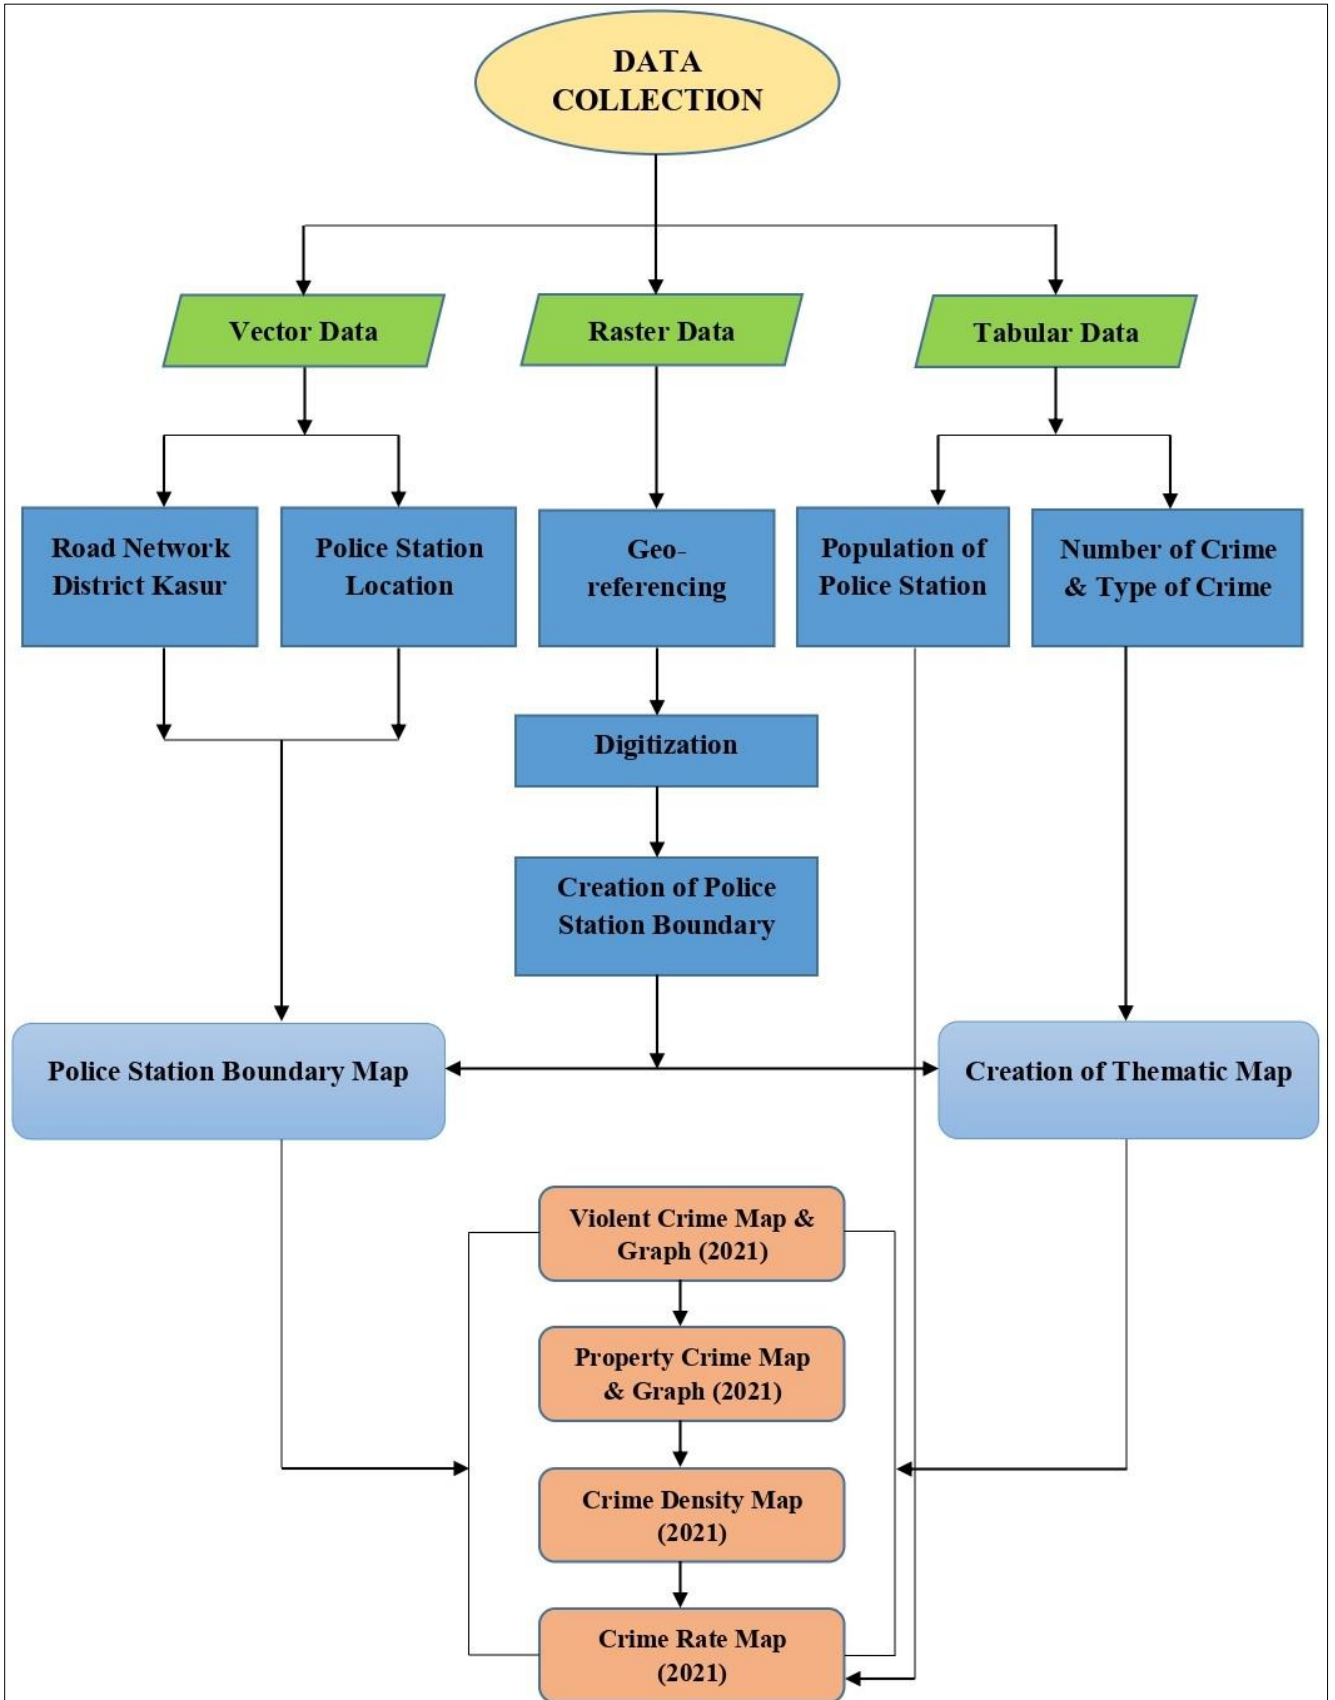 DATA
COLLECTION
Vector Data
Raster Data
Tabular Data
Road Network
District Kasur
Police Station
Location
Geo-
referencing
Population of
Police Station
Number of Crime
& Type of Crime
Digitization
Creation of Police
Station Boundary
Police Station Boundary Map
Creation of Thematic Map
Violent Crime Map &
Graph (2021)
Property Crime Map
& Graph (2021)
Crime Density Map
(2021)
Crime Rate Map
(2021)